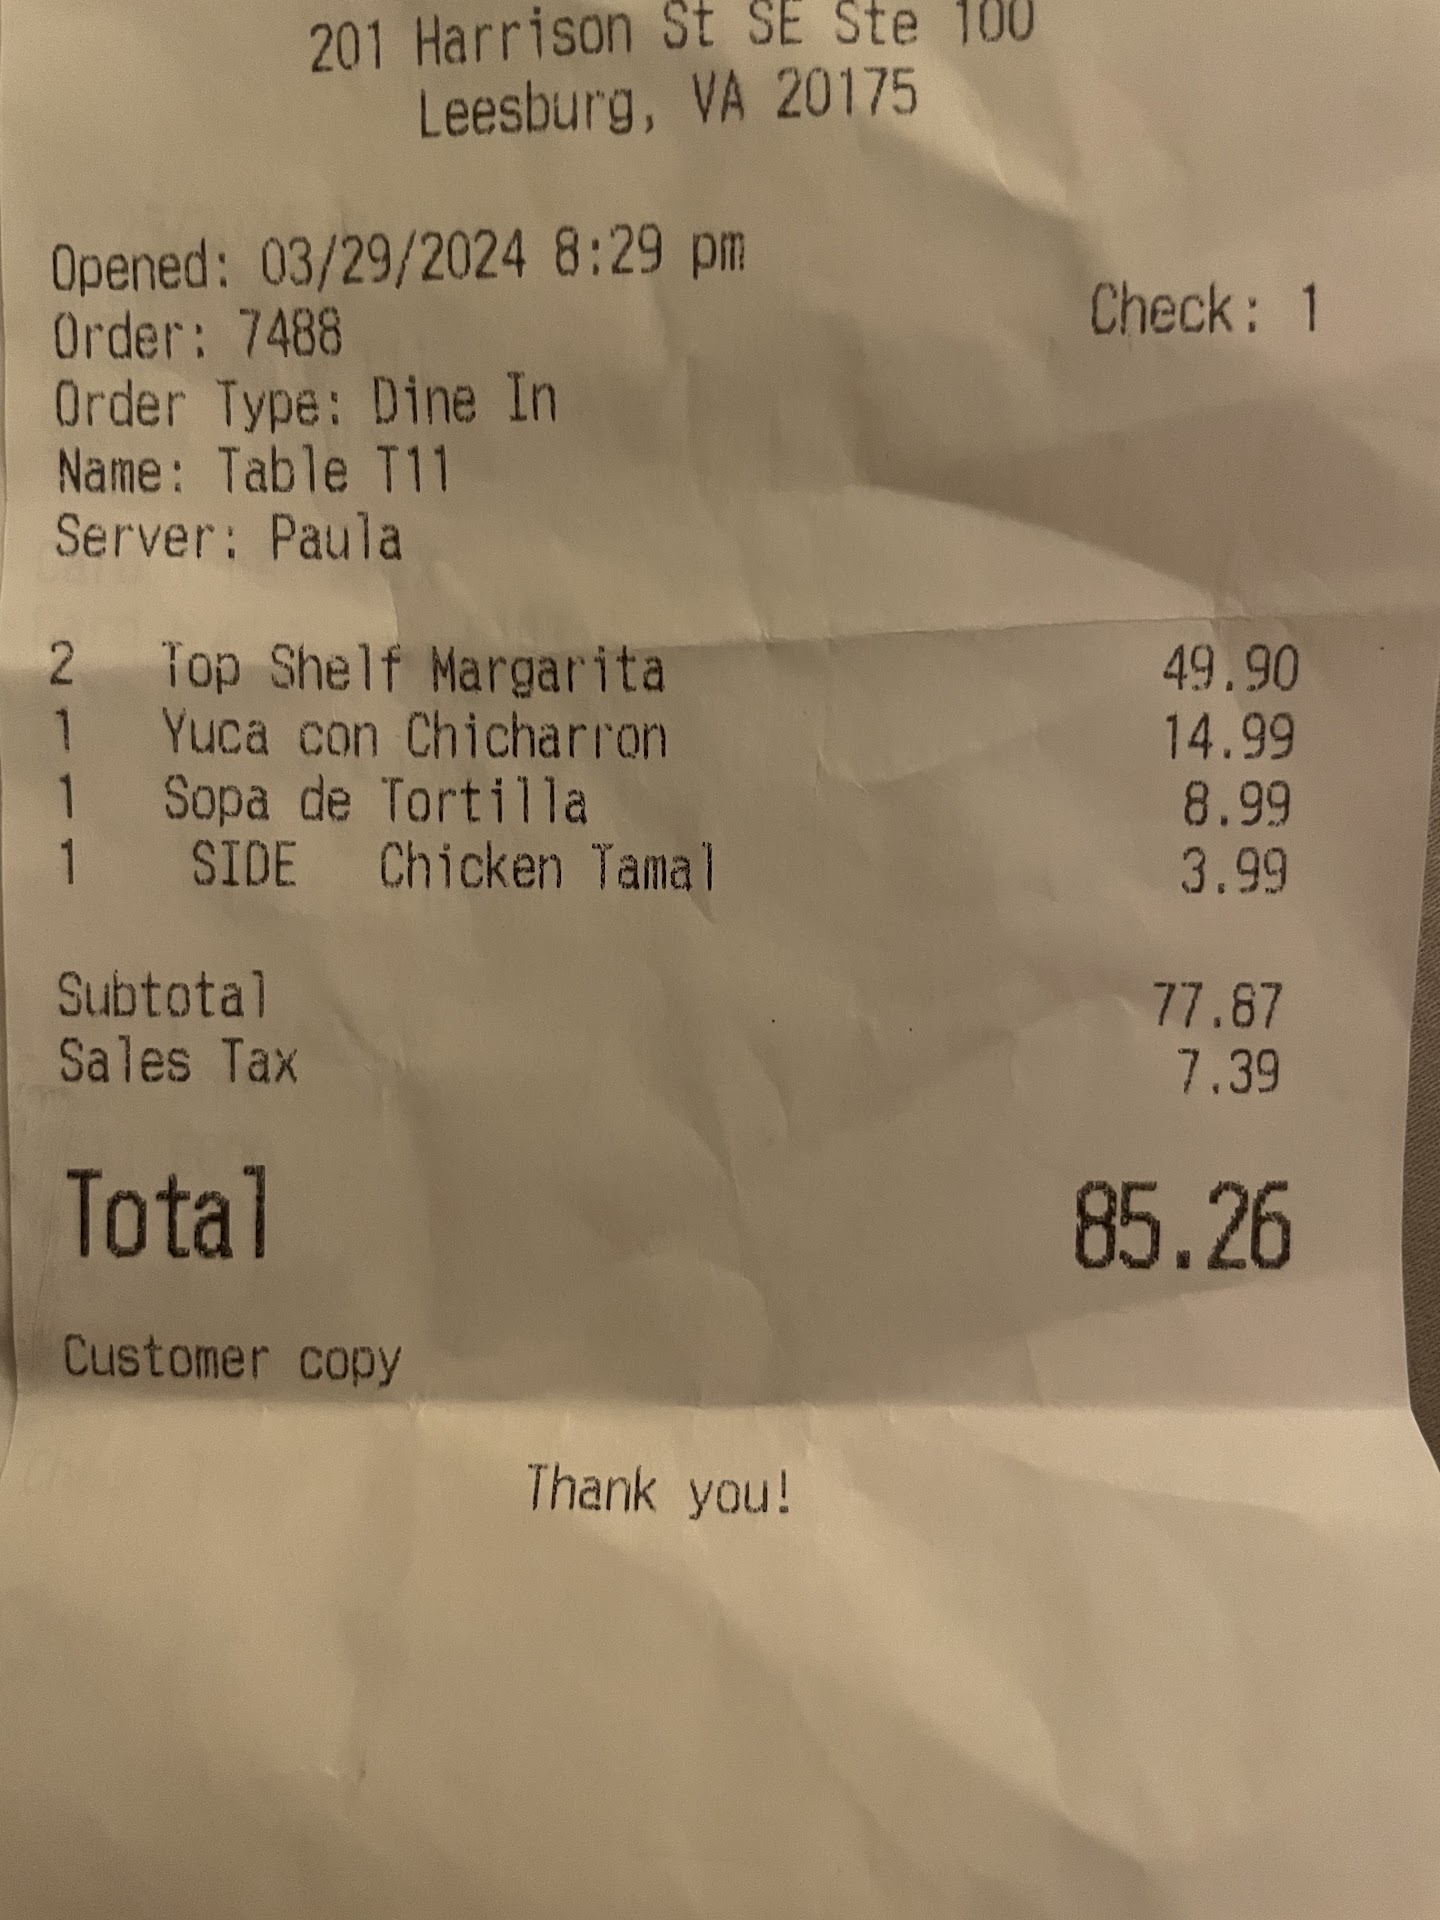 201 Harrison St SE Ste 100
Leesburg, VA 20175
Opened: 03/29/2024 8:29 pm
Check: 1
Order: 7488
Order Type: Dine In
Name: Table T11
Server: Paula
2 Top Shelf Margarita 49.90
1 Yuca con Chicharron 14.99
1 Sopa de Tortilla 8.99
1 SIDE Chicken Tamal 3.99
Subtotal 77.87
Sales Tax 7.39
Total 85.26
Customer copy
Thank you!